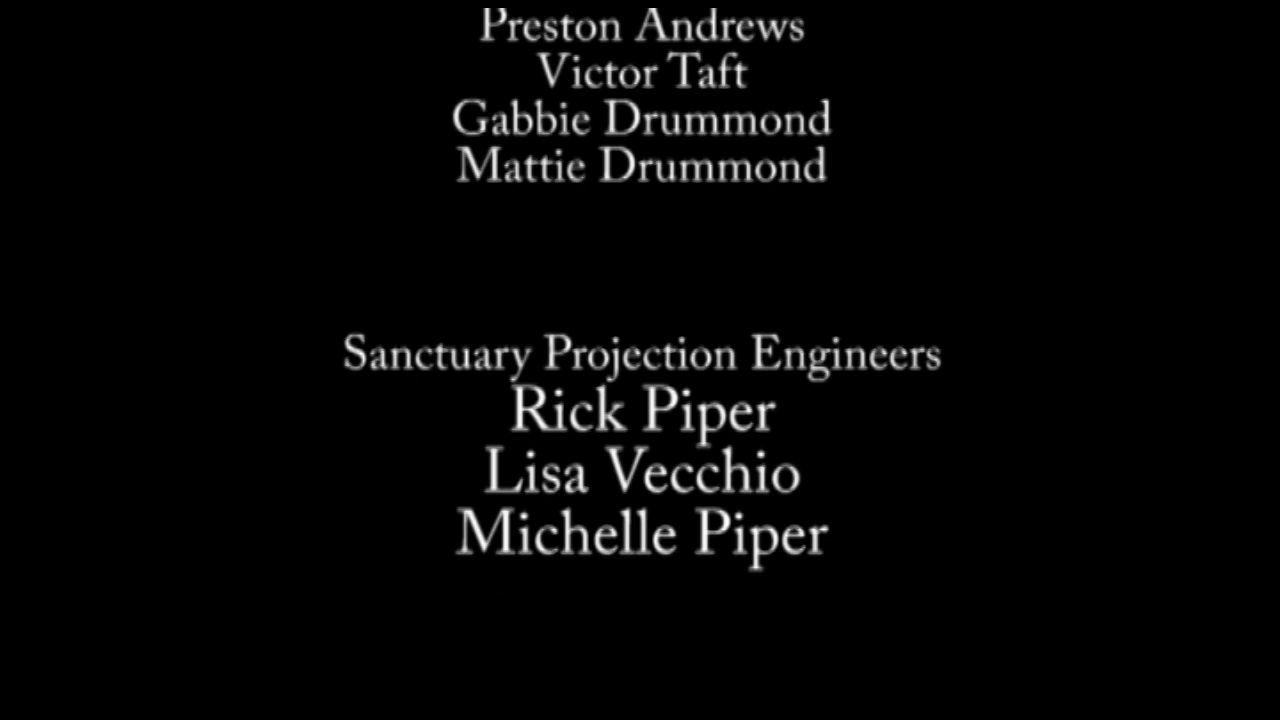 Preston Andrews
Victor Taft
Gabbie Drummond
Mattie Drummond
Sanctuary Projection Engineers
Rick Piper
Lisa Vecchio
Michelle Piper